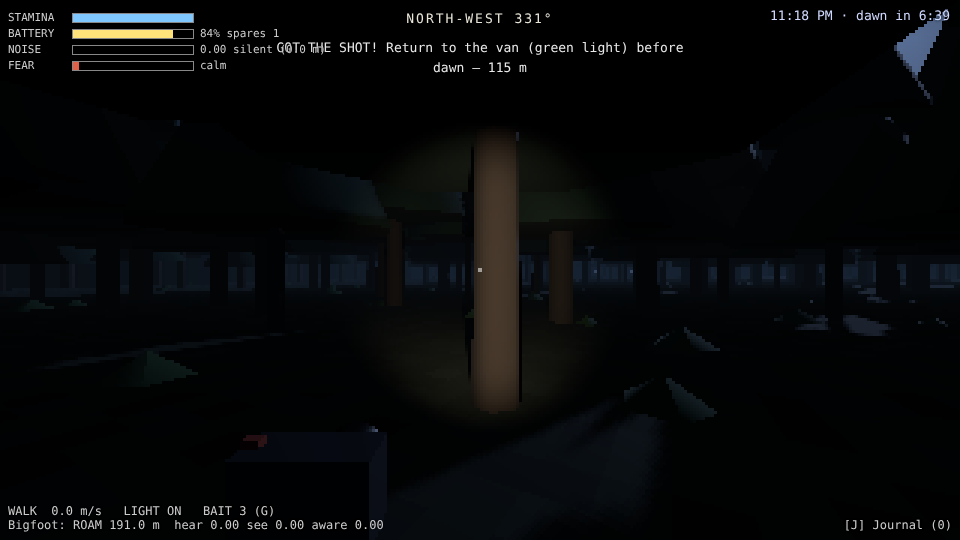 STAMINA
BATTERY 84% spares 1
NOISE 0.00 silent
FEAR calm
NORTH-WEST 331°
11:18 PM · dawn in 6:39
GOT THE SHOT! Return to the van (green light) before
dawn — 115 m
WALK 0.0 m/s LIGHT ON BAIT 3 (G)
Bigfoot: ROAM 191.0 m hear 0.00 see 0.00 aware 0.00
[J] Journal (0)